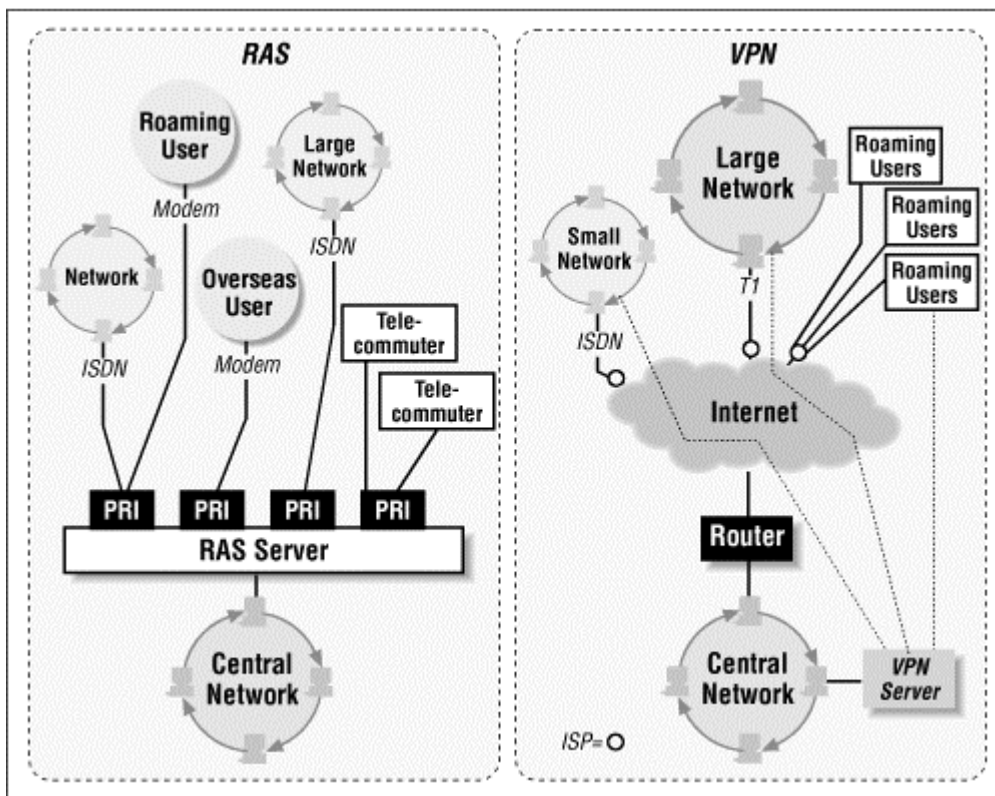 RAS
Roaming
User
Large
Network
Modem
ISDN
Network
Overseas
User
Tele-
commuter
ISDN
Modem
Tele-
commuter
PRI
PRI
PRI
PRI
RAS Server
Central
Network
VPN
Large
Network
Roaming
Users
Roaming
Users
Roaming
Users
Small
Network
T1
ISDN
Internet
Router
Central
Network
VPN
Server
ISP=